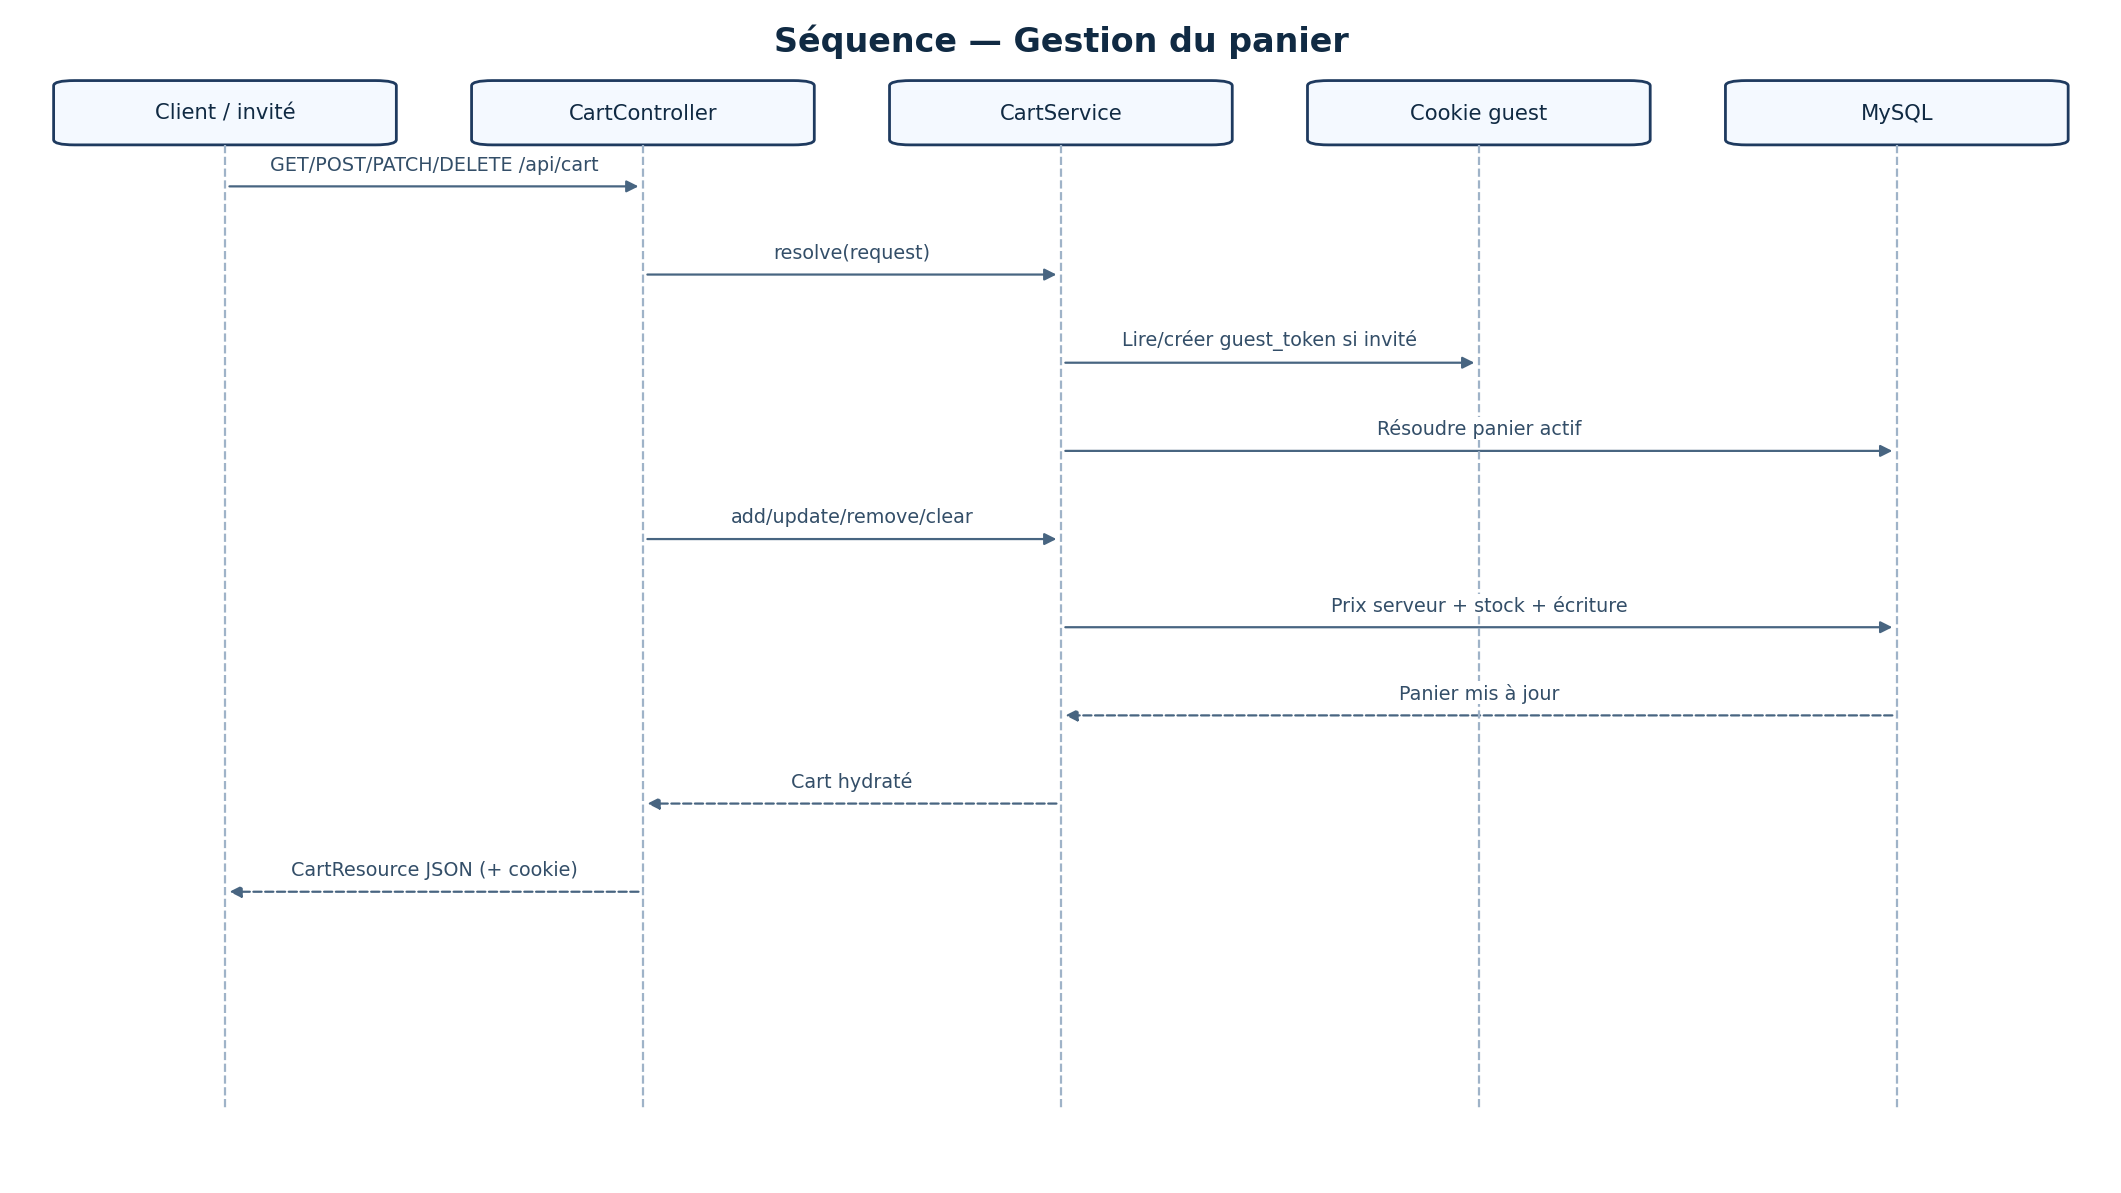 Séquence — Gestion du panier
Client / invité
CartController
CartService
Cookie guest
MySQL
GET/POST/PATCH/DELETE /api/cart
resolve(request)
Lire/créer guest_token si invité
Résoudre panier actif
add/update/remove/clear
Prix serveur + stock + écriture
Panier mis à jour
Cart hydraté
CartResource JSON (+ cookie)